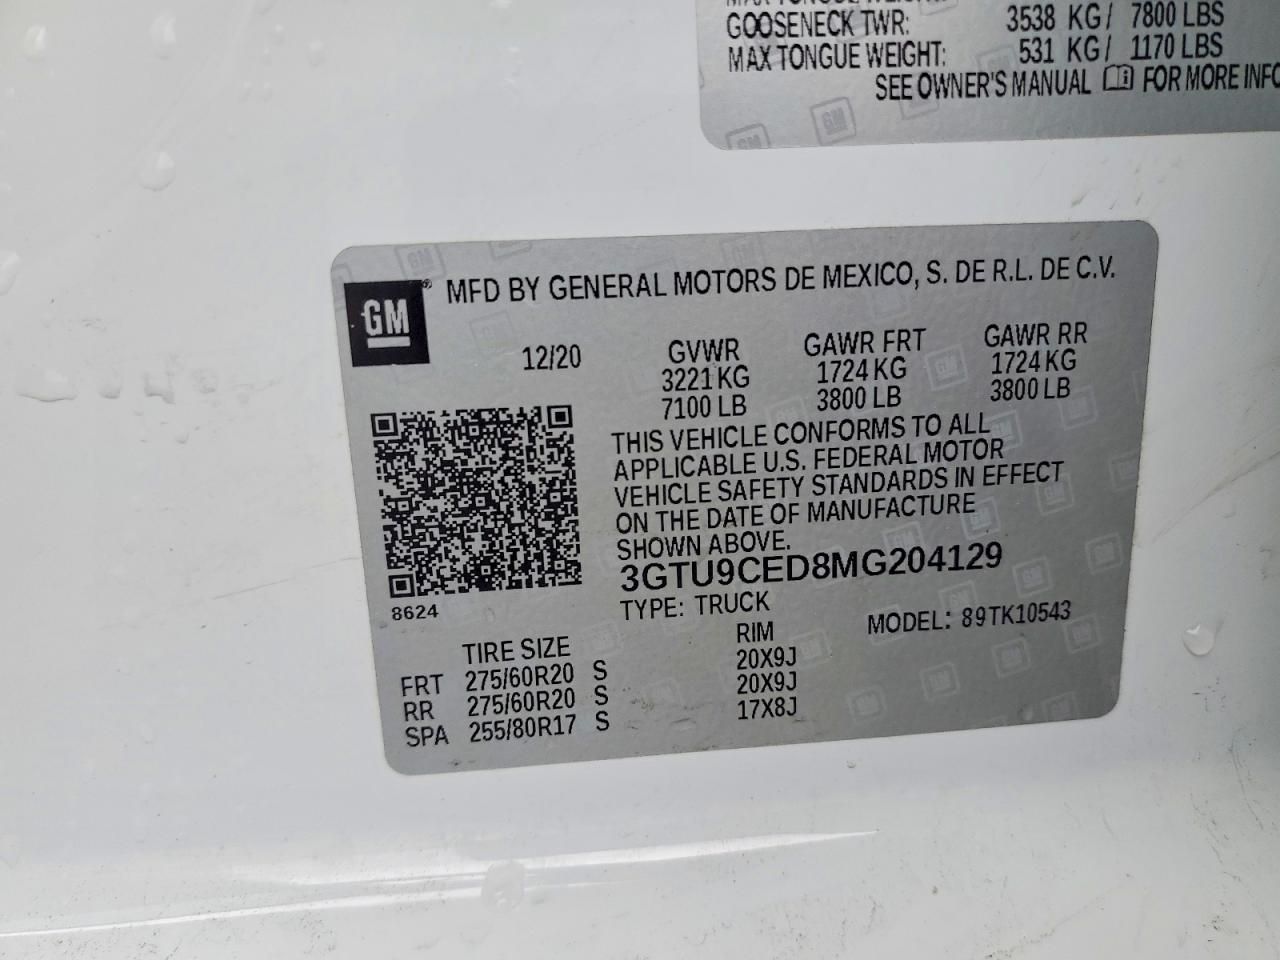 GOOSENECK TWR: 3538 KG/ 7800 LBS
MAX TONGUE WEIGHT: 531 KG/ 1170 LBS
SEE OWNER'S MANUAL FOR MORE INFO
GM
GM ® MFD BY GENERAL MOTORS DE MEXICO, S. DE R.L. DE C.V.
12/20 GVWR GAWR FRT GAWR RR
3221 KG 1724 KG 1724 KG
7100 LB 3800 LB 3800 LB
THIS VEHICLE CONFORMS TO ALL
APPLICABLE U.S. FEDERAL MOTOR
VEHICLE SAFETY STANDARDS IN EFFECT
ON THE DATE OF MANUFACTURE
SHOWN ABOVE.
3GTU9CED8MG204129
8624 TYPE: TRUCK MODEL: 89TK10543
TIRE SIZE RIM
FRT 275/60R20 S 20X9J
RR 275/60R20 S 20X9J
SPA 255/80R17 S 17X8J